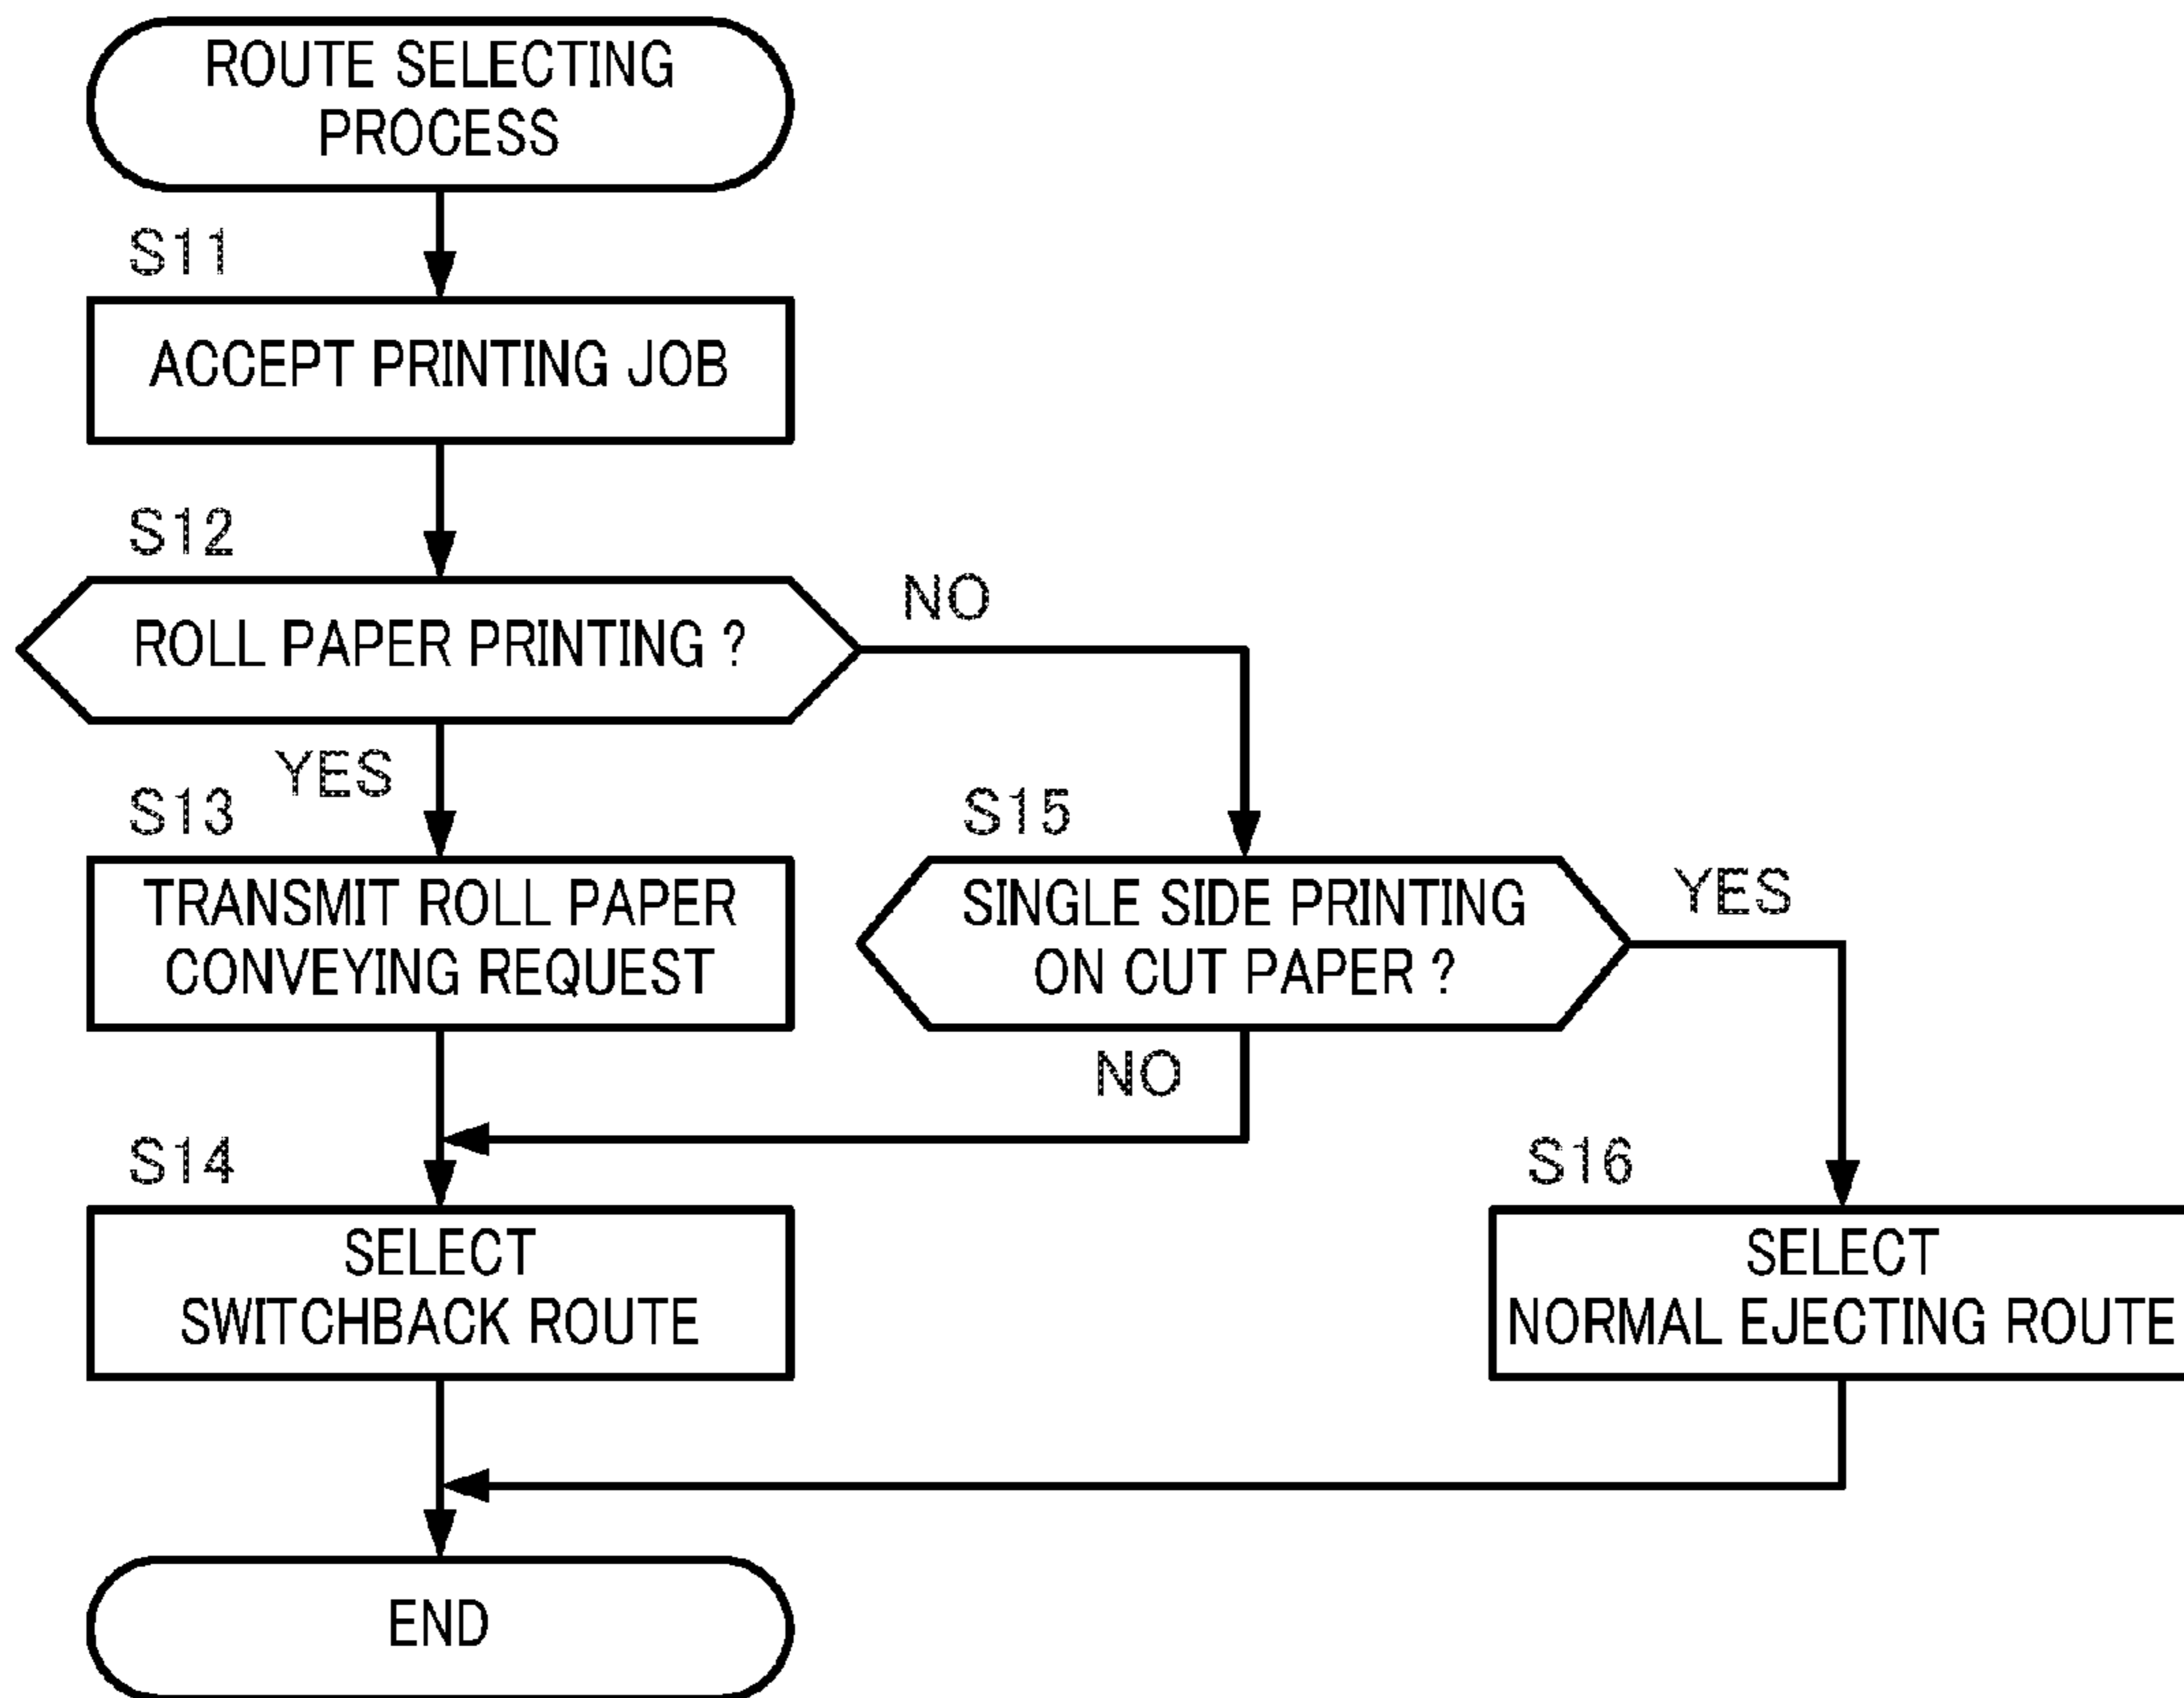 ROUTE SELECTING
PROCESS
S11
ACCEPT PRINTING JOB
S12
ROLL PAPER PRINTING ?
NO
YES
S13
TRANSMIT ROLL PAPER
CONVEYING REQUEST
S15
SINGLE SIDE PRINTING
ON CUT PAPER ?
YES
NO
S14
SELECT
SWITCHBACK ROUTE
S16
SELECT
NORMAL EJECTING ROUTE
END